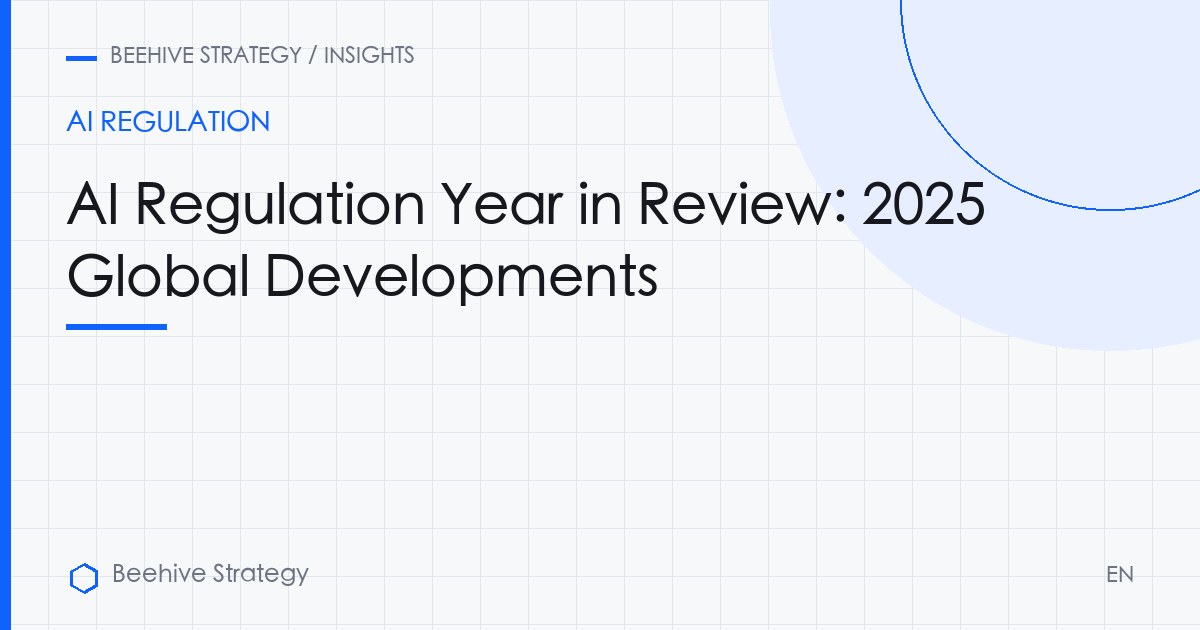 BEEHIVE STRATEGY / INSIGHTS
AI REGULATION
AI Regulation Year in Review: 2025
Global Developments
Beehive Strategy
EN